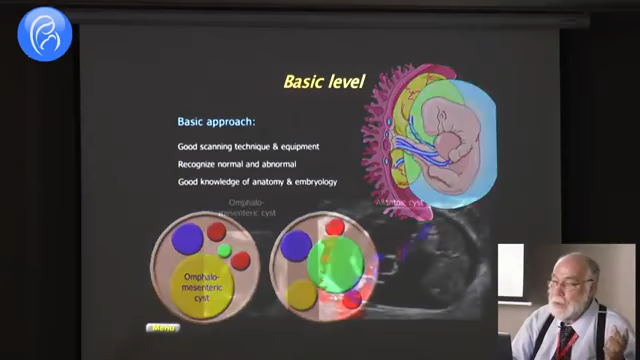 Basic level
Basic approach:
Good scanning technique & equipment
Recognize normal and abnormal
Good knowledge of anatomy & embryology
Omphalo-
mesenteric cyst
Allantoic cyst
Omphalo-
mesenteric
cyst
Menu